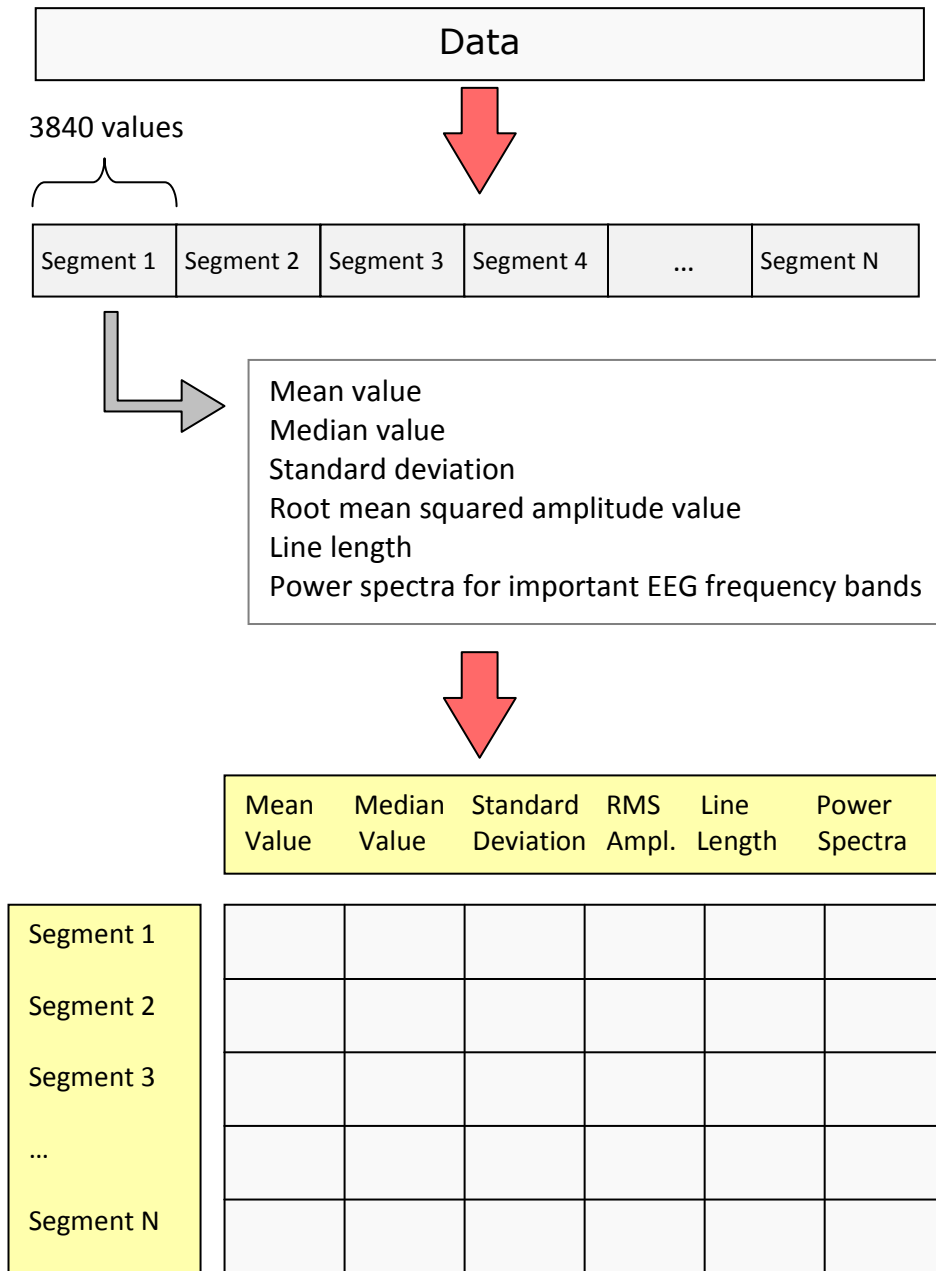 Data
3840 values
Segment 1 Segment 2 Segment 3 Segment 4 ... Segment N
Mean value
Median value
Standard deviation
Root mean squared amplitude value
Line length
Power spectra for important EEG frequency bands
Mean Median Standard RMS Line Power
Value Value Deviation Ampl. Length Spectra
Segment 1
Segment 2
Segment 3
...
Segment N